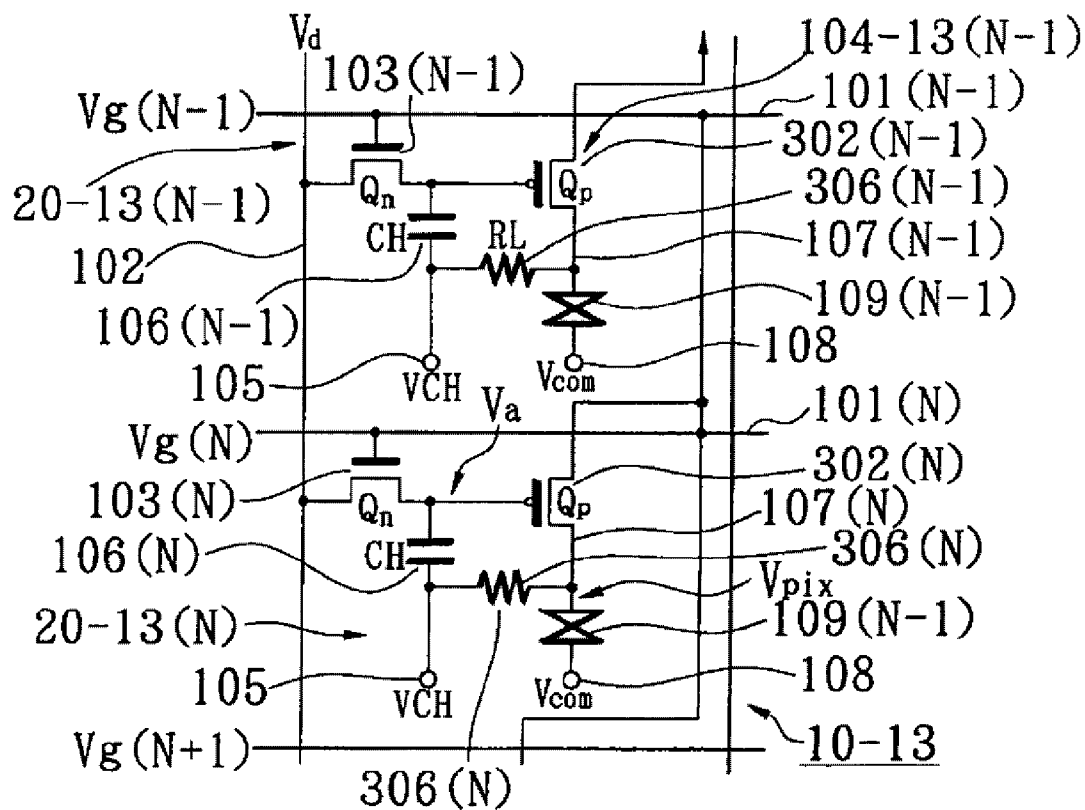 Vd
104-13(N-1)
103(N-1)
Vg(N-1)
101(N-1)
302(N-1)
Qn
Qp
20-13(N-1)
306(N-1)
CH
RL
102
107(N-1)
106(N-1)
109(N-1)
105
VCH
Vcom
108
Va
101(N)
Vg(N)
302(N)
103(N)
Qn
Qp
107(N)
106(N)
CH
306(N)
Vpix
20-13(N)
109(N-1)
105
VCH
Vcom
108
Vg(N+1)
10-13
306(N)